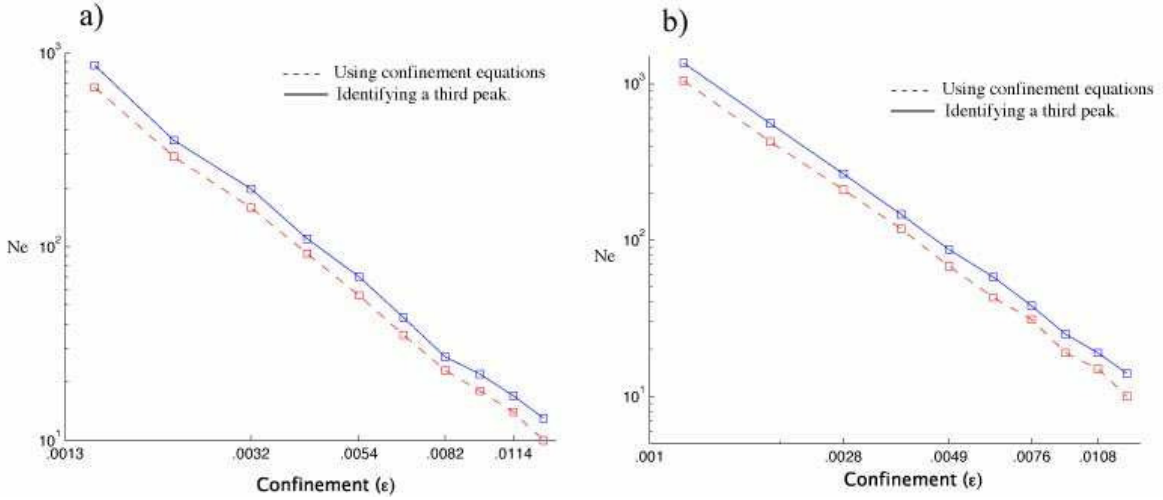 a)
10³
Using confinement equations
Identifying a third peak.
Ne
10²
10¹
.0013
.0032
.0054
.0082
.0114
Confinement (ε)
b)
10³
Using confinement equations
Identifying a third peak.
10²
Ne
10¹
.001
.0028
.0049
.0076
.0108
Confinement (ε)